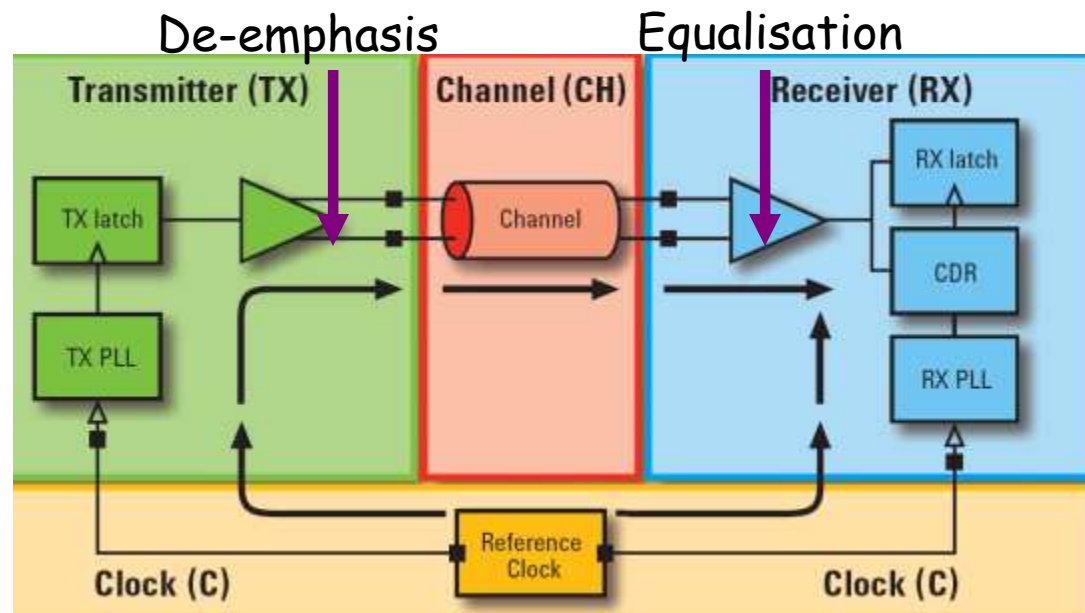 De-emphasis
Equalisation
Transmitter (TX)
Channel (CH)
Receiver (RX)
TX latch
Channel
RX latch
CDR
TX PLL
RX PLL
Reference
Clock
Clock (C)
Clock (C)